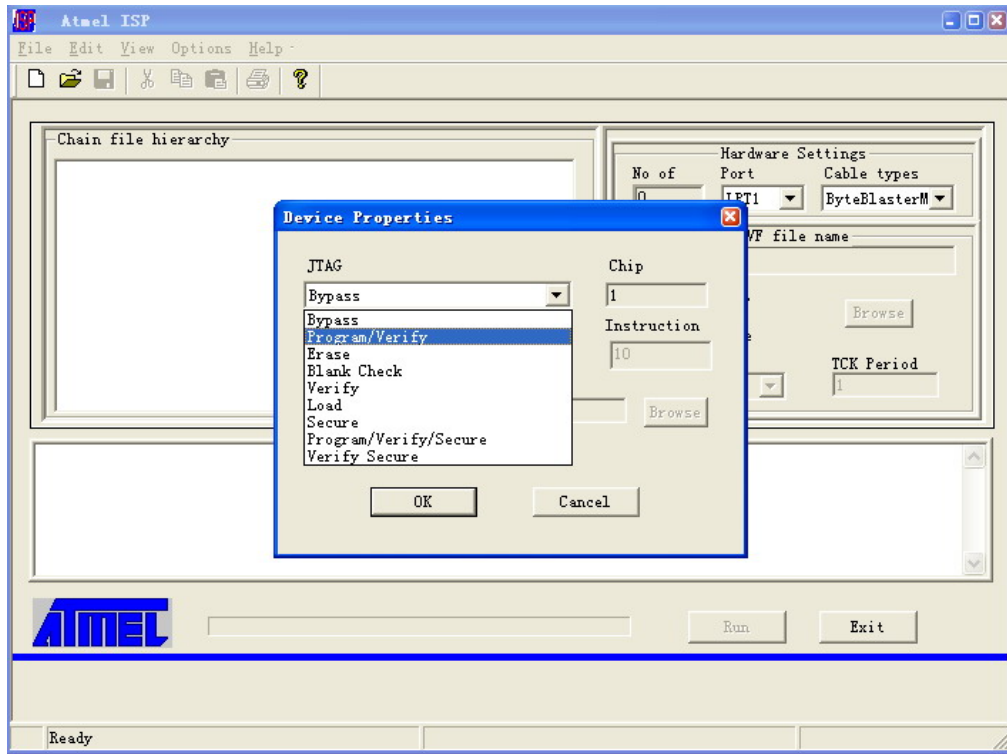 Atmel ISP
File Edit View Options Help
Chain file hierarchy
Hardware Settings
No of Port Cable types
0 LPT1 ByteBlasterM
Device Properties
VF file name
JTAG Chip
Bypass 1
Browse
Bypass
Program/Verify
Erase
Blank Check
Verify
Load
Secure
Program/Verify/Secure
Verify Secure
Instruction
10
TCK Period
1
Browse
OK Cancel
ATMEL
Run Exit
Ready